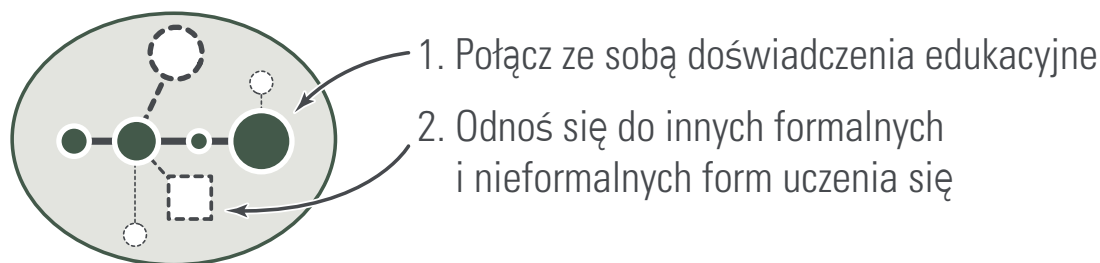 1. Połącz ze sobą doświadczenia edukacyjne
2. Odnoś się do innych formalnych
i nieformalnych form uczenia się